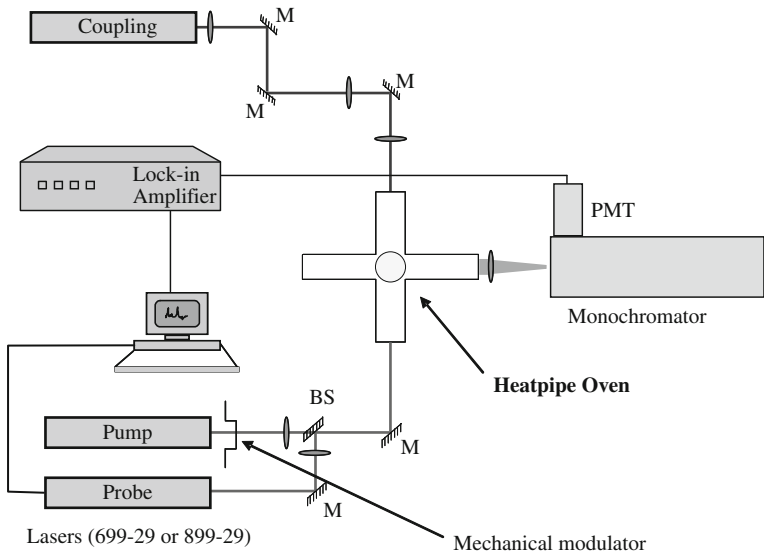 Coupling
M
M
M
Lock-in
Amplifier
PMT
Monochromator
Heatpipe Oven
BS
Pump
M
Probe
M
Lasers (699-29 or 899-29)
Mechanical modulator